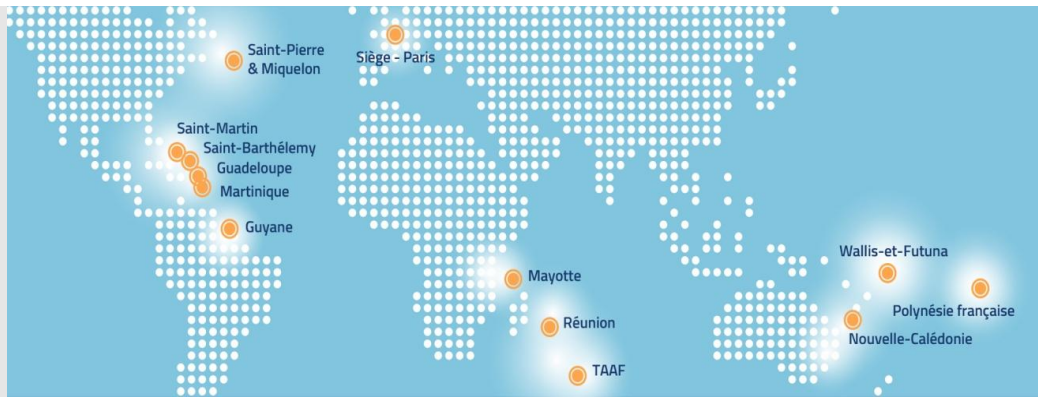 Saint-Pierre
& Miquelon
Siège - Paris
Saint-Martin
Saint-Barthélemy
Guadeloupe
Martinique
Guyane
Mayotte
Réunion
TAAF
Wallis-et-Futuna
Polynésie française
Nouvelle-Calédonie